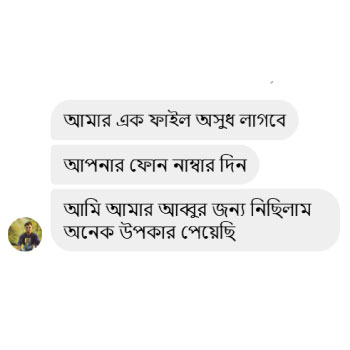 আমার এক ফাইল অসুধ লাগবে
আপনার ফোন নাম্বার দিন
আমি আমার আব্বুর জন্য নিছিলাম
অনেক উপকার পেয়েছি